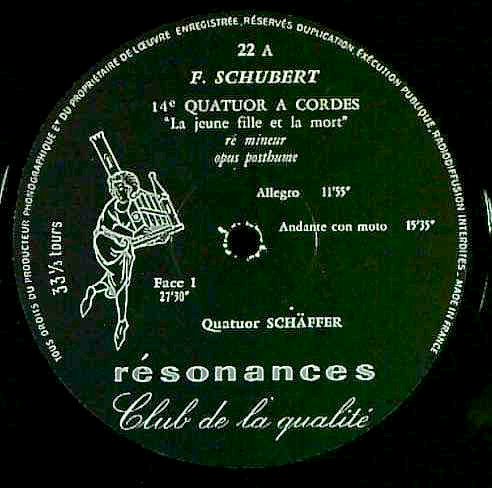 TOUS DROITS DU PRODUCTEUR PHONOGRAPHIQUE ET DU PROPRIÉTAIRE DE L'ŒUVRE ENREGISTRÉE, RÉSERVÉS DUPLICATION, EXÉCUTION PUBLIQUE, RADIODIFFUSION INTERDITES - MADE IN FRANCE
22 A
F. SCHUBERT
14e QUATUOR A CORDES
"La jeune fille et la mort"
ré mineur
opus posthume
Allegro 11'55"
Andante con moto 15'35"
33 1/3 tours
Face 1
27'30"
Quatuor SCHÄFFER
résonances
Club de la qualité